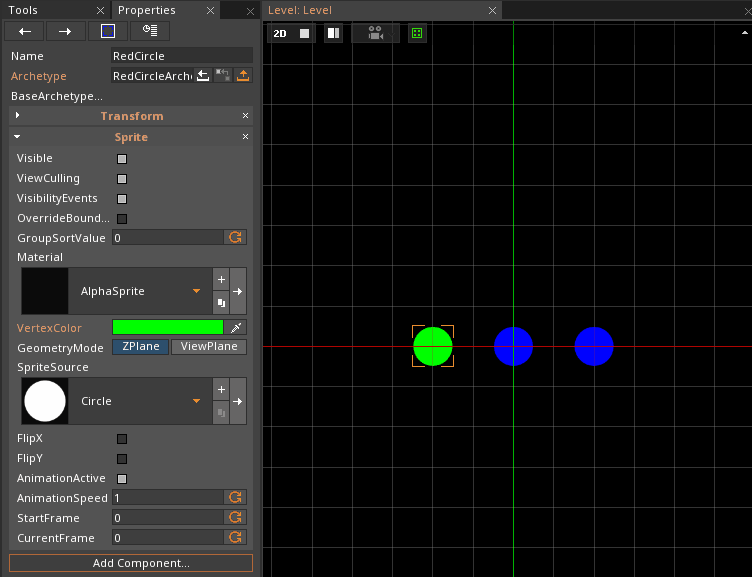 Tools
Properties
Level: Level
2D
Name
RedCircle
Archetype
RedCircleArch
BaseArchetype...
Transform
Sprite
Visible
ViewCulling
VisibilityEvents
OverrideBound...
GroupSortValue
0
Material
AlphaSprite
VertexColor
GeometryMode
ZPlane
ViewPlane
SpriteSource
Circle
FlipX
FlipY
AnimationActive
AnimationSpeed
1
StartFrame
0
CurrentFrame
0
Add Component...